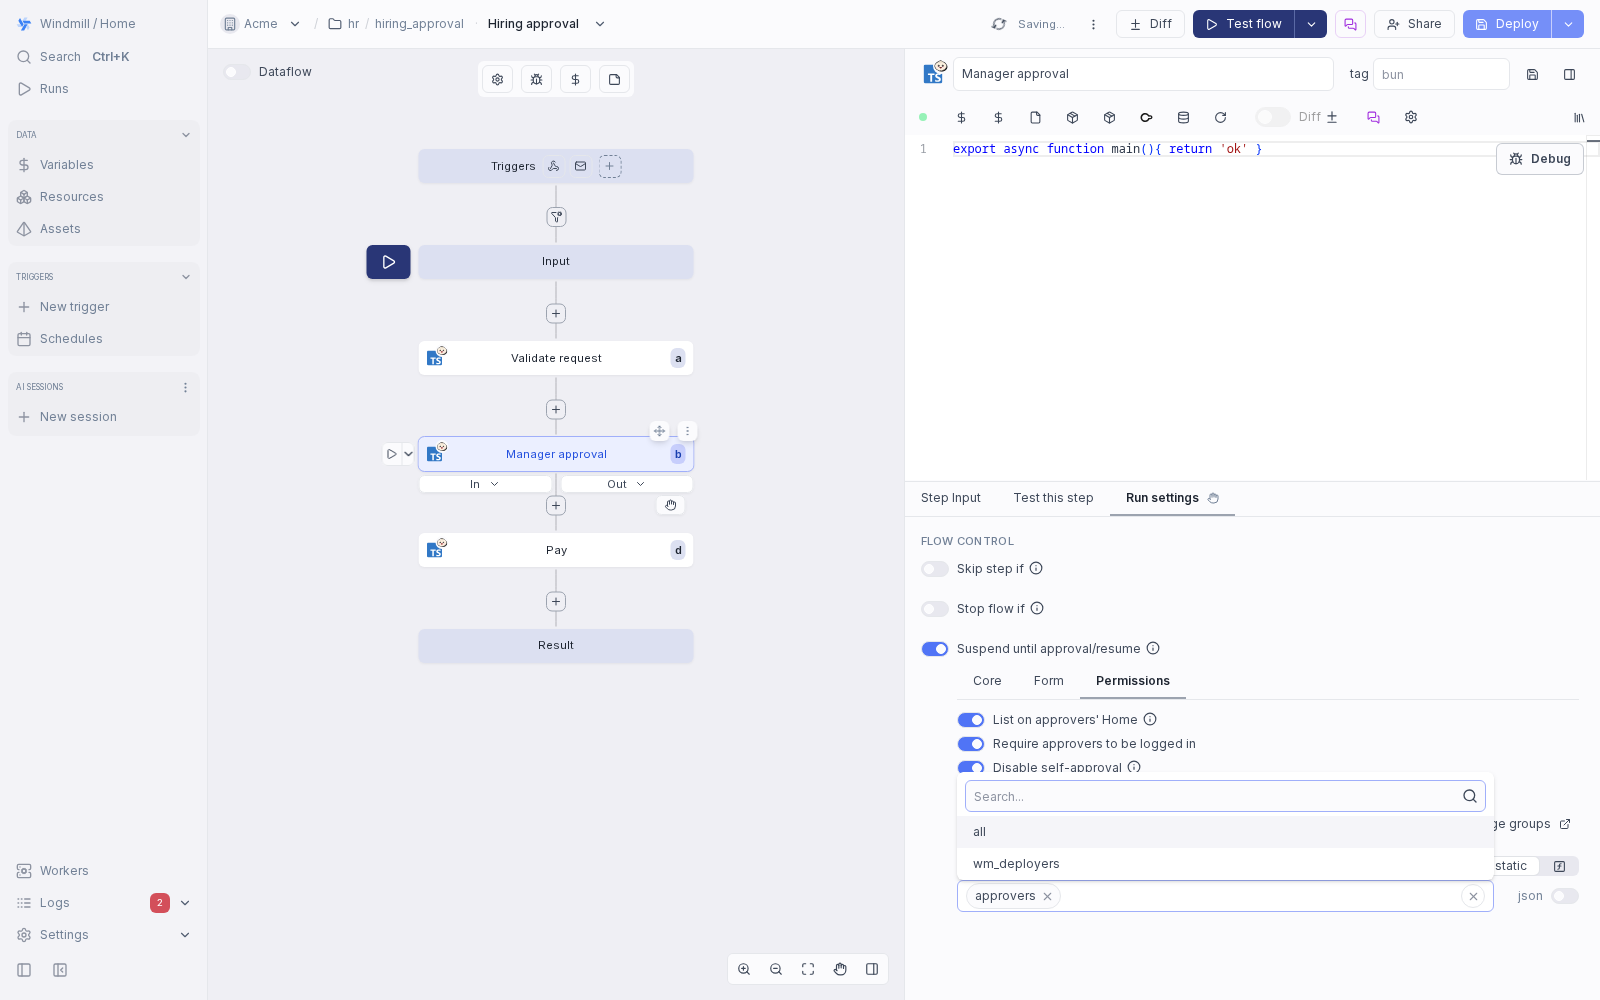 Windmill / Home
Search Ctrl+K
Runs
DATA
Variables
Resources
Assets
TRIGGERS
New trigger
Schedules
AI SESSIONS
New session
Workers
Logs 2
Settings
Acme / hr / hiring_approval · Hiring approval
Saving...
Diff
Test flow
Share
Deploy
Dataflow
Triggers
Input
TS Validate request a
TS Manager approval b
In Out
TS Pay d
Result
TS Manager approval tag bun
Diff
1 export async function main(){ return 'ok' }
Debug
Step Input Test this step Run settings
FLOW CONTROL
Skip step if
Stop flow if
Suspend until approval/resume
Core Form Permissions
List on approvers' Home
Require approvers to be logged in
Disable self-approval
Search...
all
groups
wm_deployers
static
approvers
json